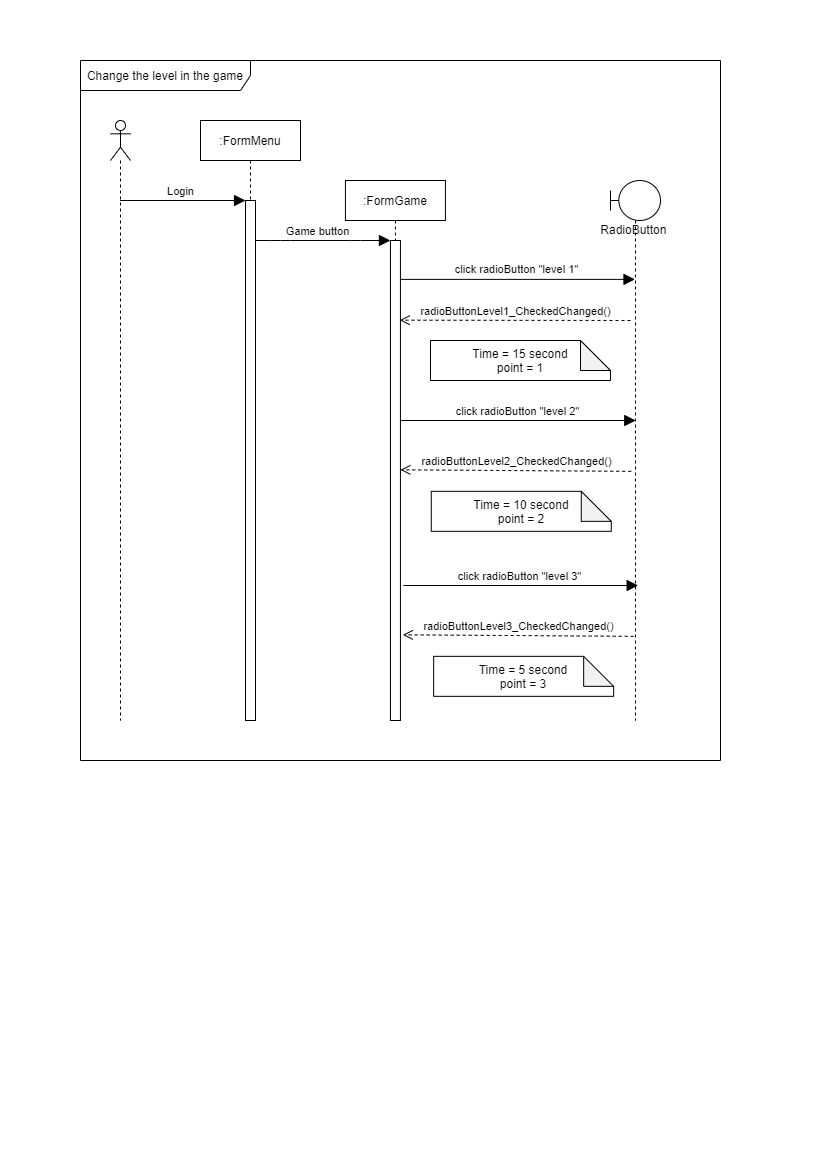 Change the level in the game
:FormMenu
:FormGame
Login
RadioButton
Game button
click radioButton "level 1"
radioButtonLevel1_CheckedChanged()
Time = 15 second
point = 1
click radioButton "level 2"
radioButtonLevel2_CheckedChanged()
Time = 10 second
point = 2
click radioButton "level 3"
radioButtonLevel3_CheckedChanged()
Time = 5 second
point = 3